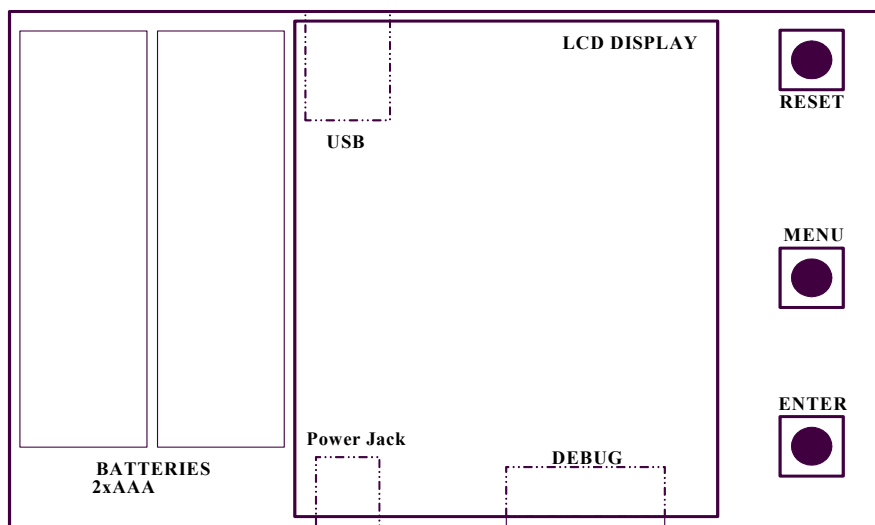 LCD DISPLAY
RESET
USB
MENU
ENTER
Power Jack
DEBUG
BATTERIES
2xAAA